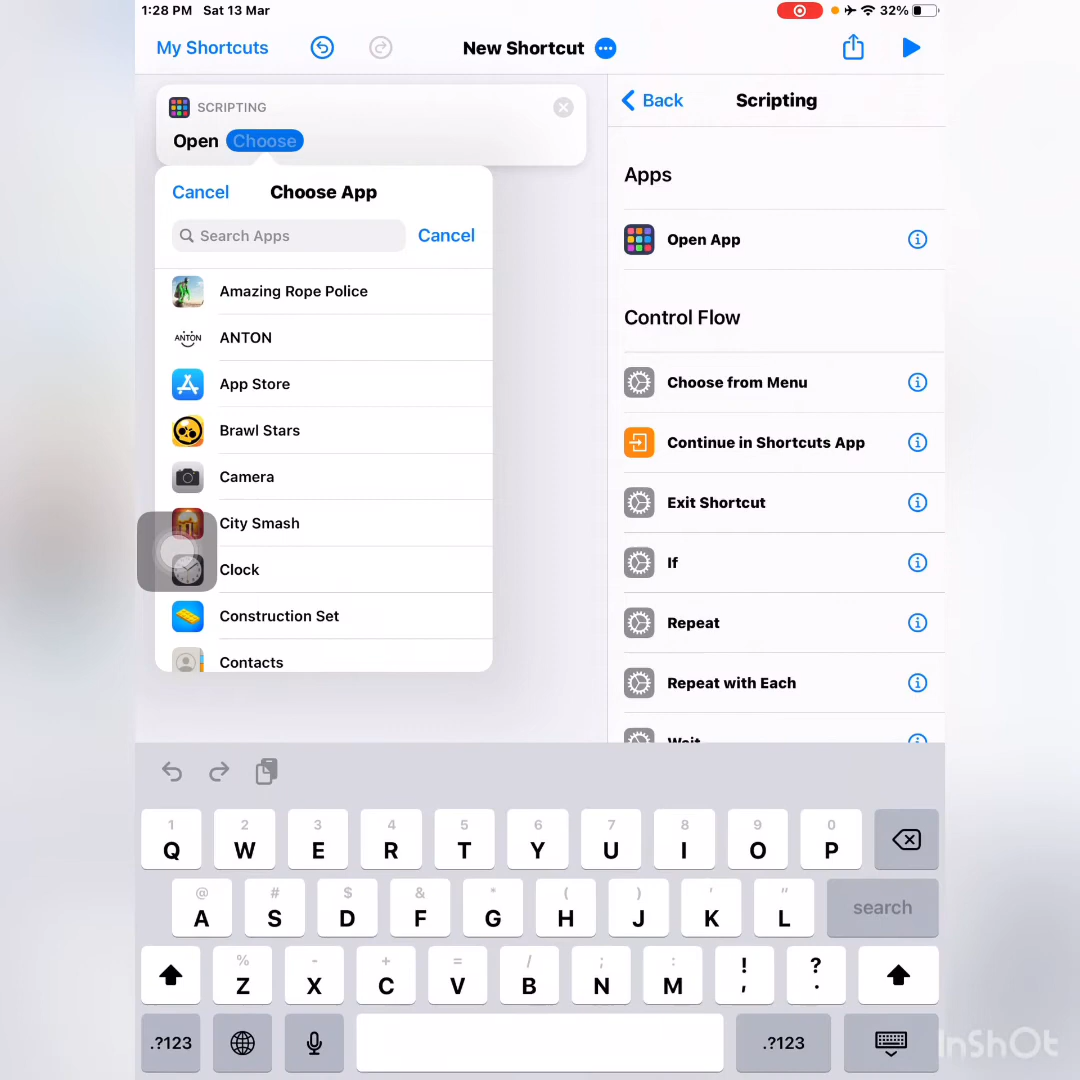 1:28 PM Sat 13 Mar 32%
My Shortcuts New Shortcut
SCRIPTING
Open Choose
Cancel Choose App
Search Apps Cancel
Amazing Rope Police
ANTON ANTON
App Store
Brawl Stars
Camera
City Smash
Clock
Construction Set
Contacts
Back Scripting
Apps
Open App
Control Flow
Choose from Menu
Continue in Shortcuts App
Exit Shortcut
If
Repeat
Repeat with Each
Wait
1 2 3 4 5 6 7 8 9 0
Q W E R T Y U I O P
@ # $ & * ( ) ' "
A S D F G H J K L search
% - + = / ; : ! ?
Z X C V B N M , .
.?123 .?123
InShOt